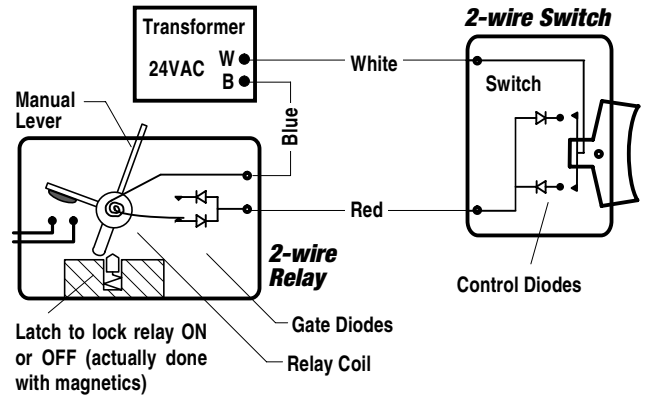 Transformer
24VAC
W
B
2-wire Switch
White
Switch
Manual
Lever
Blue
Red
2-wire
Relay
Control Diodes
Gate Diodes
Relay Coil
Latch to lock relay ON
or OFF (actually done
with magnetics)